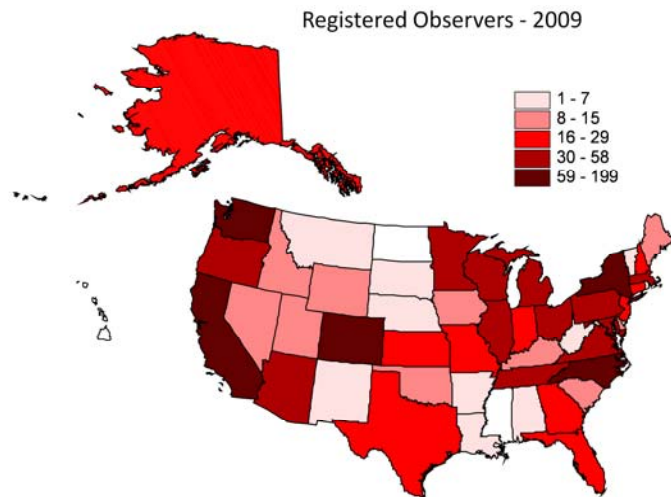 Registered Observers - 2009
1 - 7
8 - 15
16 - 29
30 - 58
59 - 199